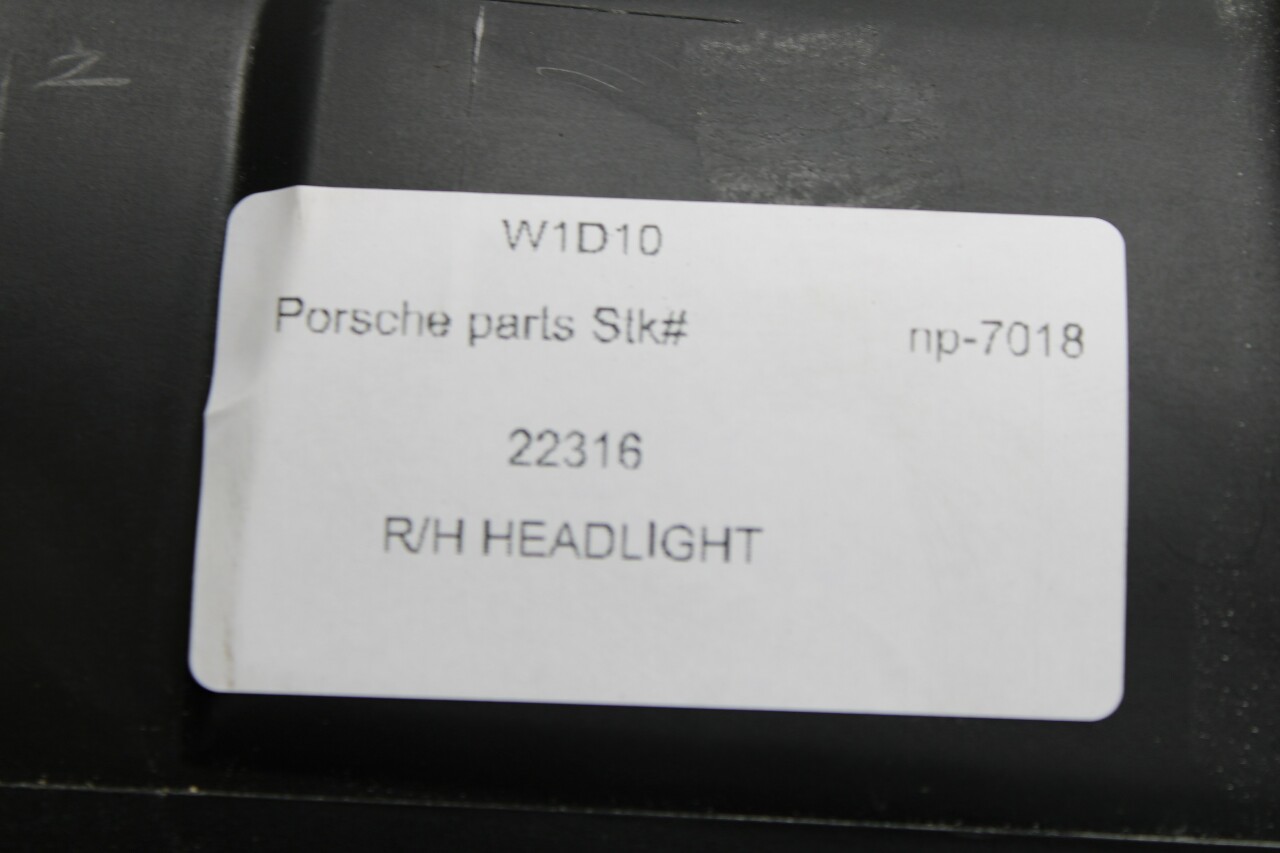 2
W1D10
Porsche parts Stk# np-7018
22316
R/H HEADLIGHT